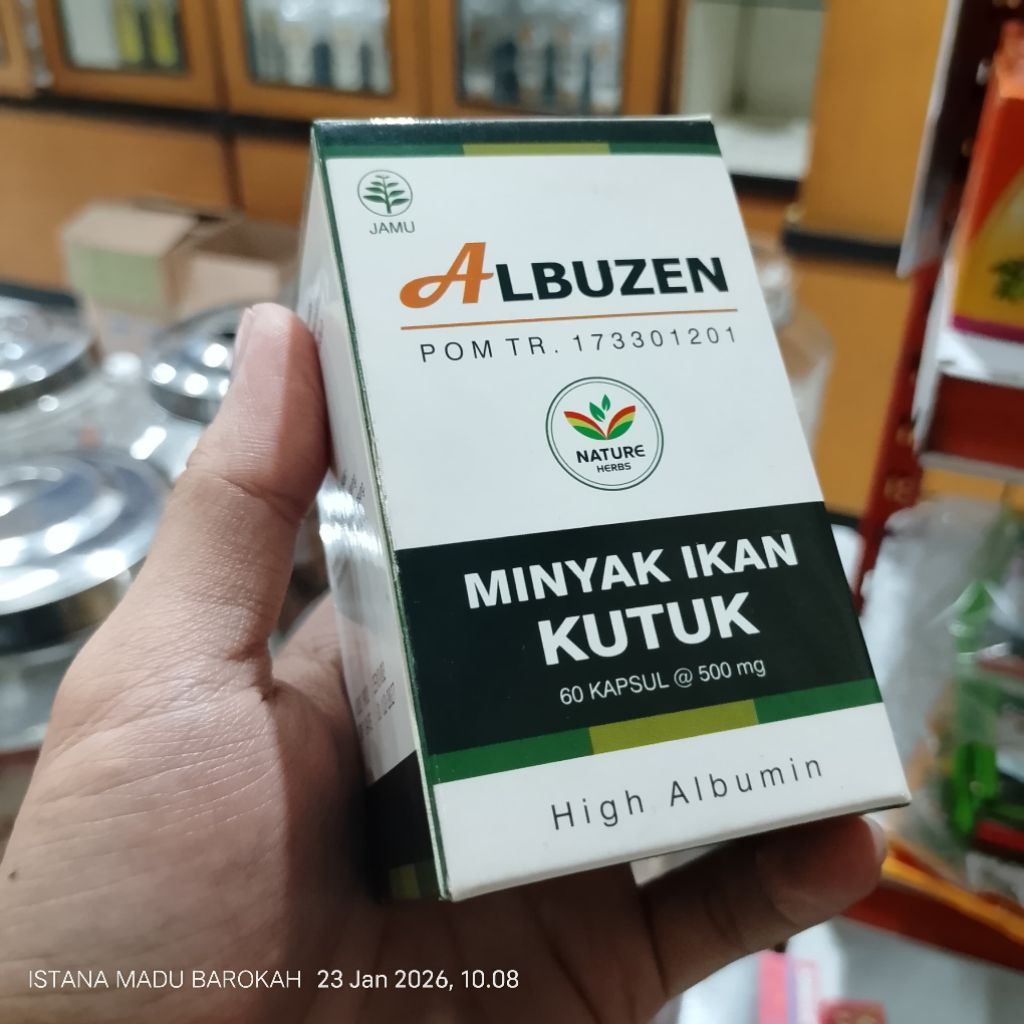 JAMU
ALBUZEN
POM TR. 173301201
NATURE
HERBS
MINYAK IKAN
KUTUK
60 KAPSUL @ 500 mg
High Albumin
ISTANA MADU BAROKAH 23 Jan 2026, 10.08